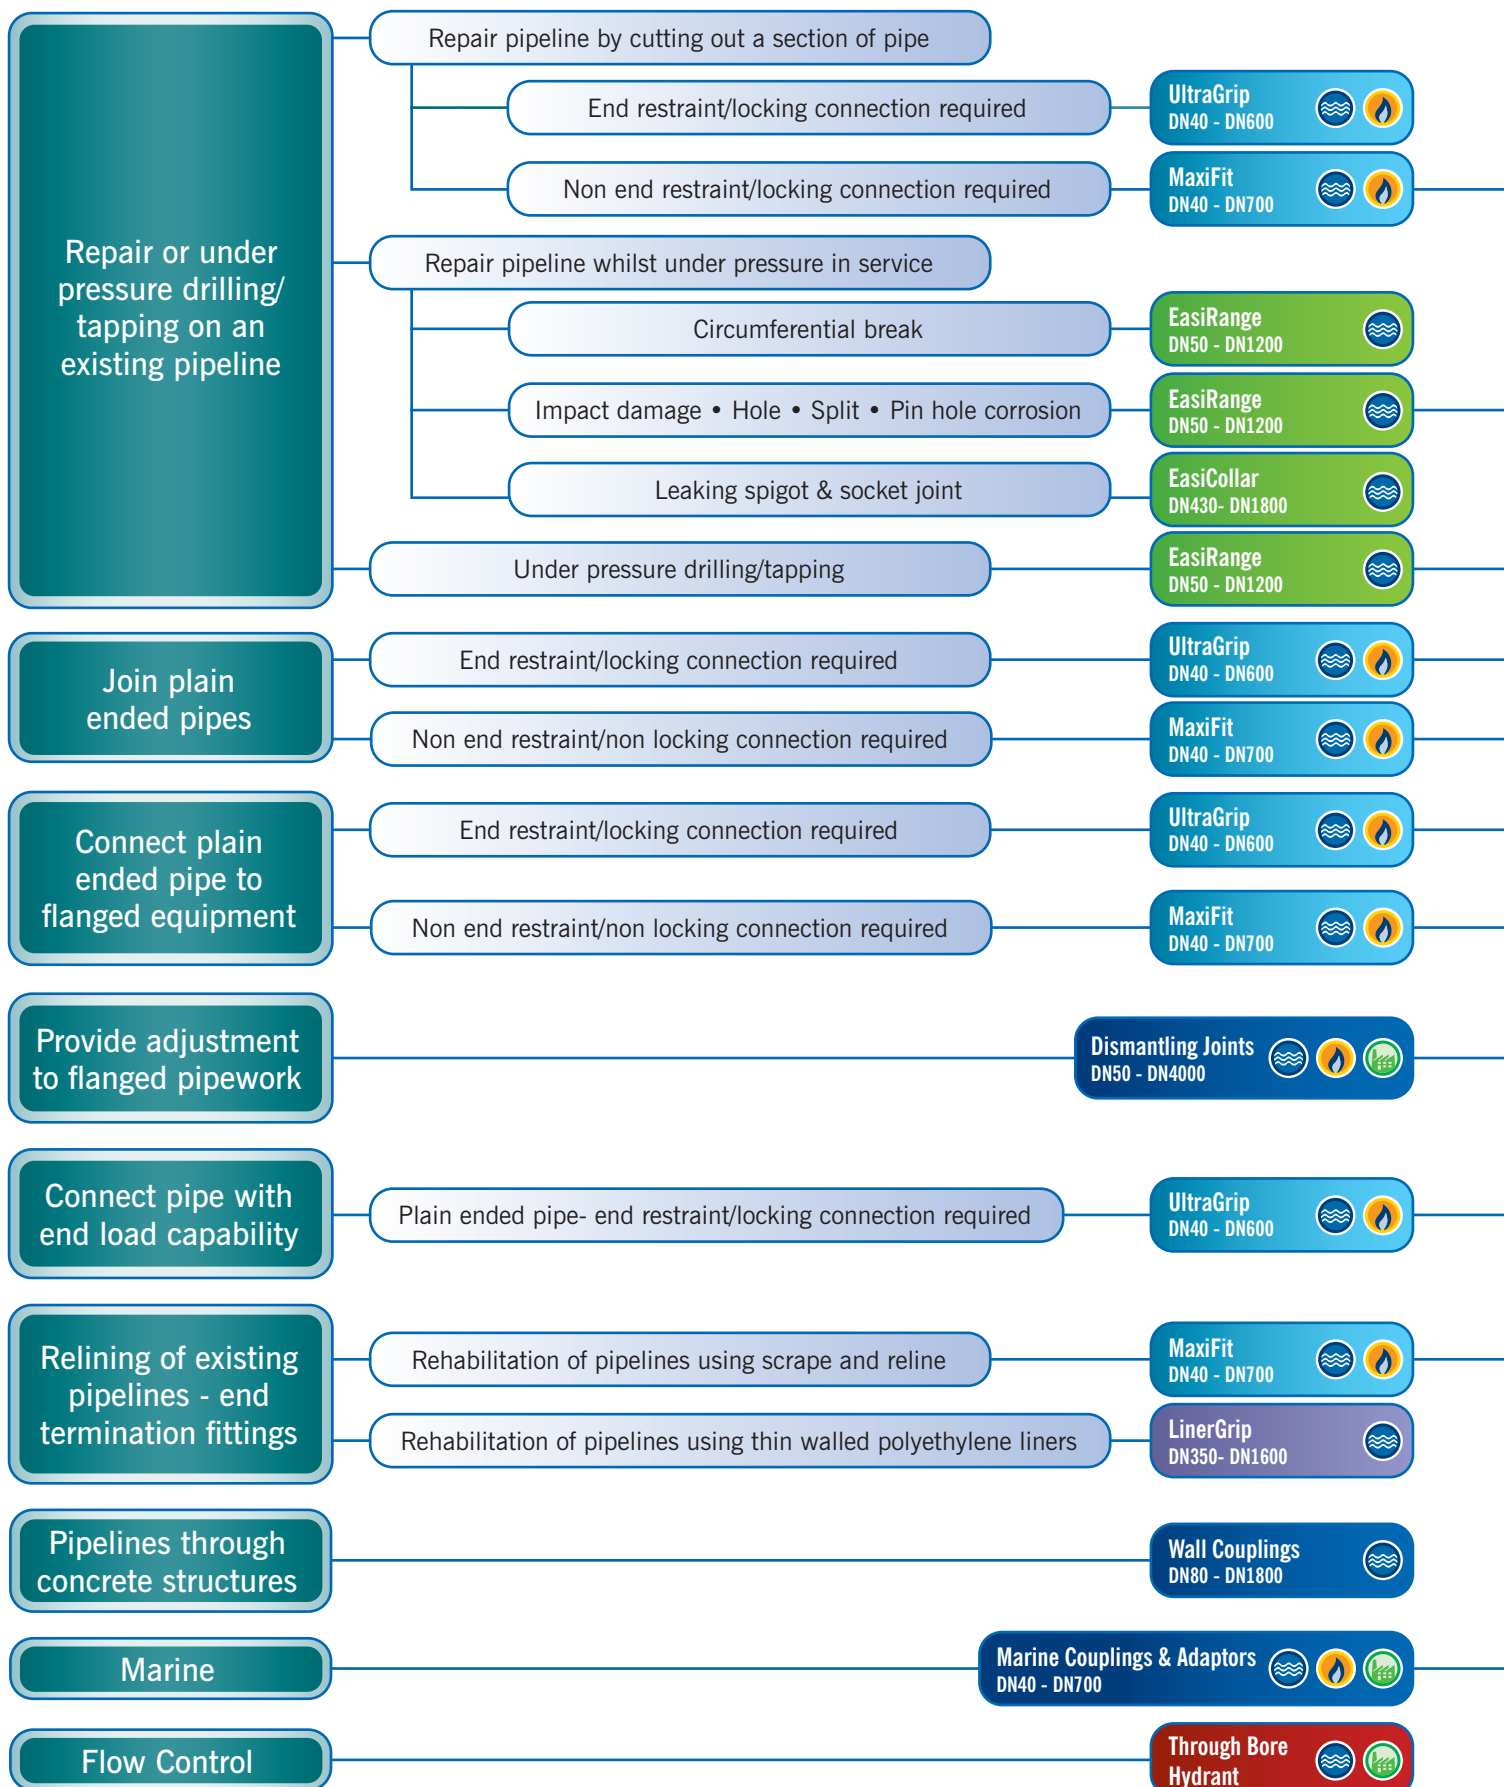 Repair or under
pressure drilling/
tapping on an
existing pipeline
Repair pipeline by cutting out a section of pipe
End restraint/locking connection required
UltraGrip
DN40 - DN600
Non end restraint/locking connection required
MaxiFit
DN40 - DN700
Repair pipeline whilst under pressure in service
Circumferential break
EasiRange
DN50 - DN1200
Impact damage • Hole • Split • Pin hole corrosion
EasiRange
DN50 - DN1200
Leaking spigot & socket joint
EasiCollar
DN430- DN1800
Under pressure drilling/tapping
EasiRange
DN50 - DN1200
Join plain
ended pipes
End restraint/locking connection required
UltraGrip
DN40 - DN600
Non end restraint/non locking connection required
MaxiFit
DN40 - DN700
Connect plain
ended pipe to
flanged equipment
End restraint/locking connection required
UltraGrip
DN40 - DN600
Non end restraint/non locking connection required
MaxiFit
DN40 - DN700
Provide adjustment
to flanged pipework
Dismantling Joints
DN50 - DN4000
Connect pipe with
end load capability
Plain ended pipe- end restraint/locking connection required
UltraGrip
DN40 - DN600
Relining of existing
pipelines - end
termination fittings
Rehabilitation of pipelines using scrape and reline
MaxiFit
DN40 - DN700
Rehabilitation of pipelines using thin walled polyethylene liners
LinerGrip
DN350- DN1600
Pipelines through
concrete structures
Wall Couplings
DN80 - DN1800
Marine
Marine Couplings & Adaptors
DN40 - DN700
Flow Control
Through Bore
Hydrant